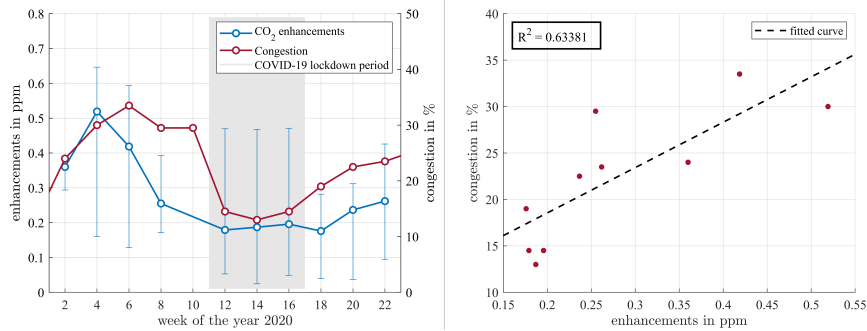 0.8
0.7
0.6
0.5
0.4
0.3
0.2
0.1
0
enhancements in ppm
2 4 6 8 10 12 14 16 18 20 22
week of the year 2020
50
40
30
20
10
0
congestion in %
CO2 enhancements
Congestion
COVID-19 lockdown period
40
35
30
25
20
15
10
congestion in %
R² = 0.63381
fitted curve
0.15 0.2 0.25 0.3 0.35 0.4 0.45 0.5 0.55
enhancements in ppm